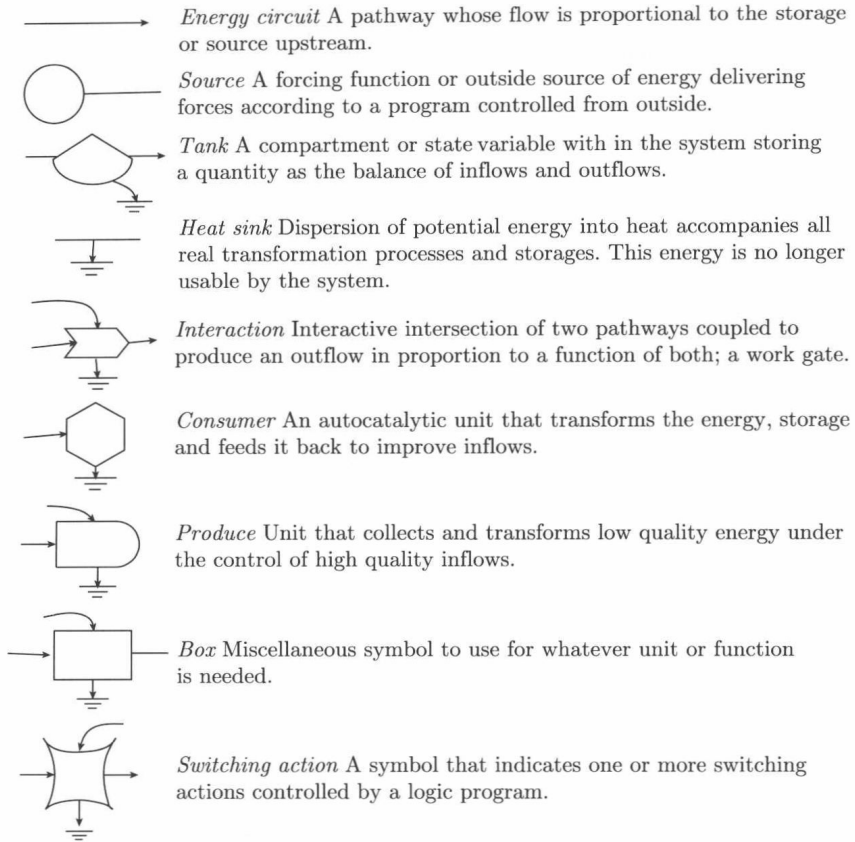 Energy circuit A pathway whose flow is proportional to the storage
or source upstream.
Source A forcing function or outside source of energy delivering
forces according to a program controlled from outside.
Tank A compartment or state variable with in the system storing
a quantity as the balance of inflows and outflows.
Heat sink Dispersion of potential energy into heat accompanies all
real transformation processes and storages. This energy is no longer
usable by the system.
Interaction Interactive intersection of two pathways coupled to
produce an outflow in proportion to a function of both; a work gate.
Consumer An autocatalytic unit that transforms the energy, storage
and feeds it back to improve inflows.
Produce Unit that collects and transforms low quality energy under
the control of high quality inflows.
Box Miscellaneous symbol to use for whatever unit or function
is needed.
Switching action A symbol that indicates one or more switching
actions controlled by a logic program.